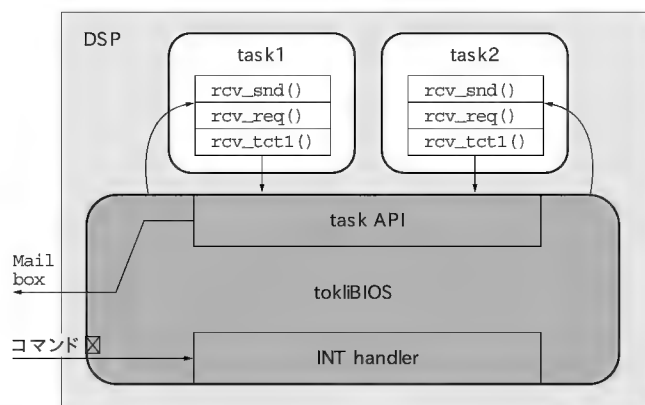 DSP
task1
rcv_snd()
rcv_req()
rcv_tct1()
task2
rcv_snd()
rcv_req()
rcv_tct1()
task API
Mail
box
tokliBIOS
コマンド
INT handler